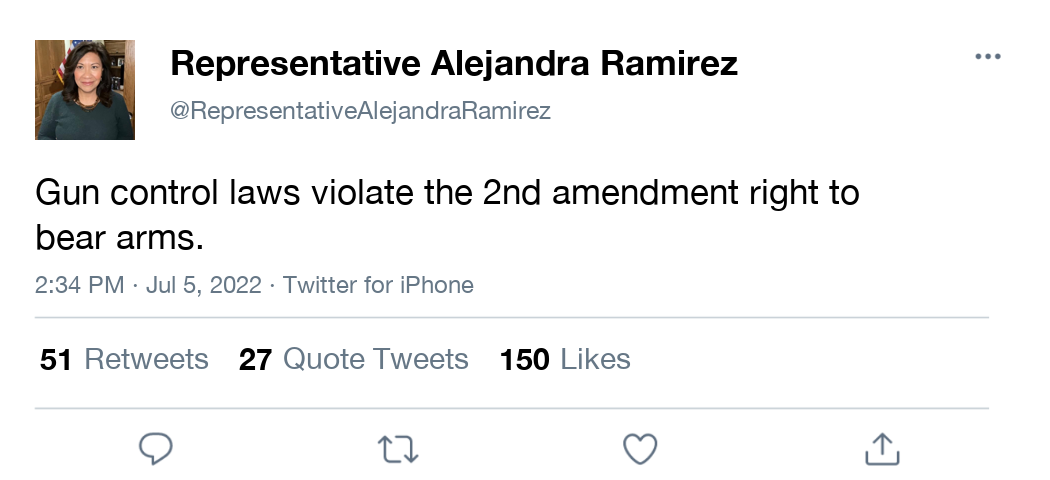 Representative Alejandra Ramirez
@RepresentativeAlejandraRamirez
Gun control laws violate the 2nd amendment right to
bear arms.
2:34 PM · Jul 5, 2022 · Twitter for iPhone
51 Retweets 27 Quote Tweets 150 Likes